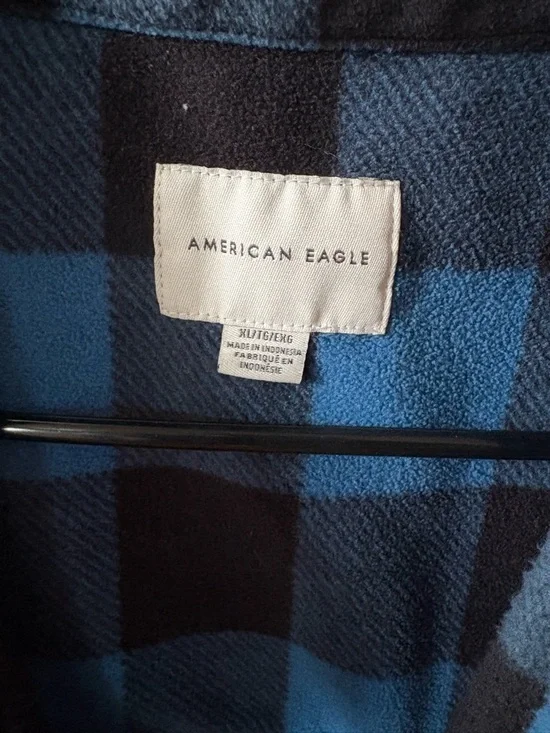 AMERICAN EAGLE
XL/TG/EXG
MADE IN INDONESIA
FABRIQUÉ EN
INDONÉSIE